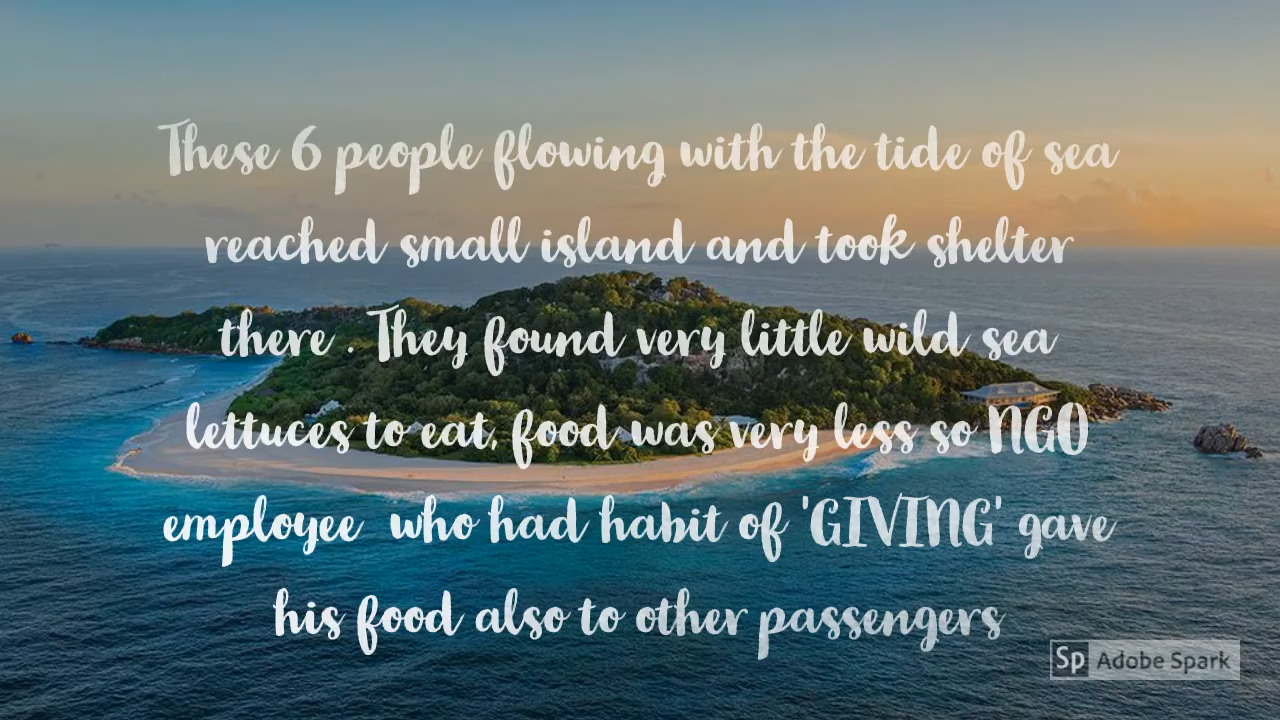 These 6 people flowing with the tide of sea
reached small island and took shelter
there . They found very little wild sea
lettuces to eat, food was very less so NGO
employee who had habit of 'GIVING' gave
his food also to other passengers
Sp Adobe Spark